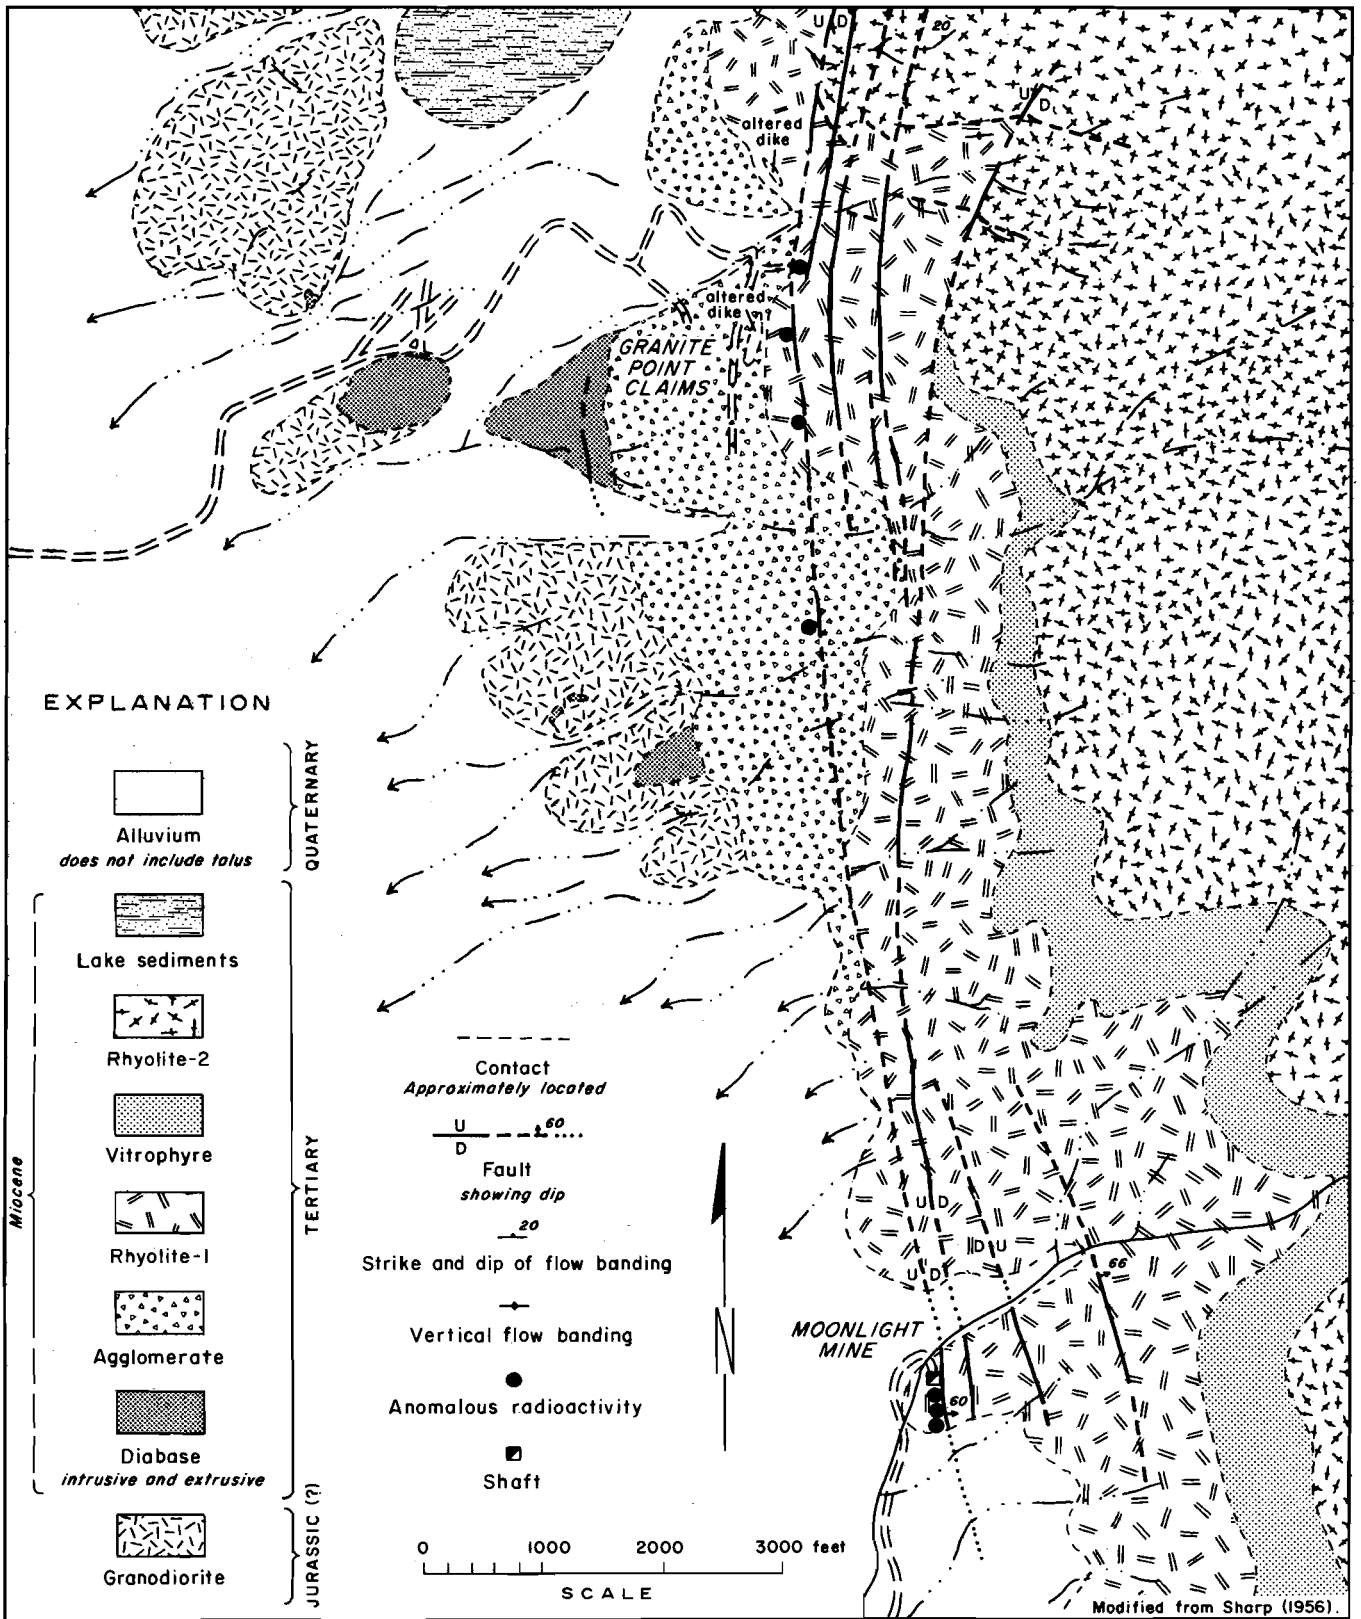 U D
20
U
D
altered
dike
altered
dike
GRANITE
POINT
CLAIMS
EXPLANATION
Alluvium
does not include talus
QUATERNARY
Lake sediments
Rhyolite-2
Vitrophyre
Rhyolite-1
Agglomerate
Diabase
intrusive and extrusive
Miocene
TERTIARY
Granodiorite
JURASSIC (?)
Contact
Approximately located
U
60
D
Fault
showing dip
20
Strike and dip of flow banding
Vertical flow banding
Anomalous radioactivity
Shaft
N
U D
D U
U D
66
MOONLIGHT
MINE
60
0 1000 2000 3000 feet
SCALE
Modified from Sharp (1956).